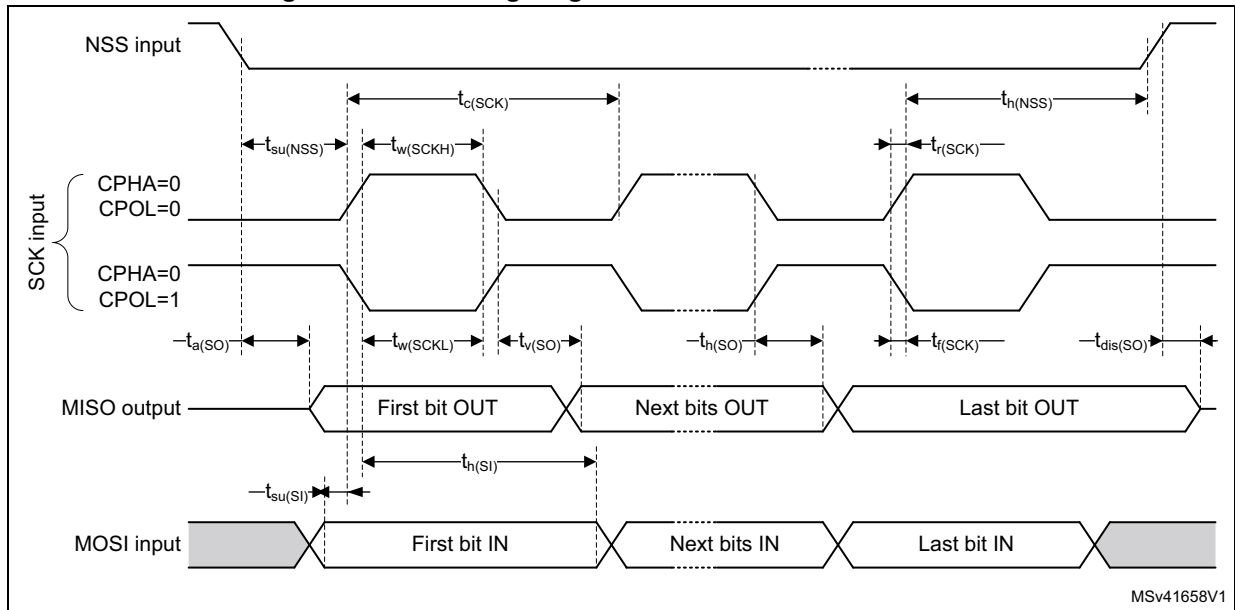 NSS input
tc(SCK)
th(NSS)
tsu(NSS)
tw(SCKH)
tr(SCK)
SCK input
CPHA=0
CPOL=0
CPHA=0
CPOL=1
ta(SO)
tw(SCKL)
tv(SO)
th(SO)
tf(SCK)
tdis(SO)
MISO output
First bit OUT
Next bits OUT
Last bit OUT
th(SI)
tsu(SI)
MOSI input
First bit IN
Next bits IN
Last bit IN
MSv41658V1